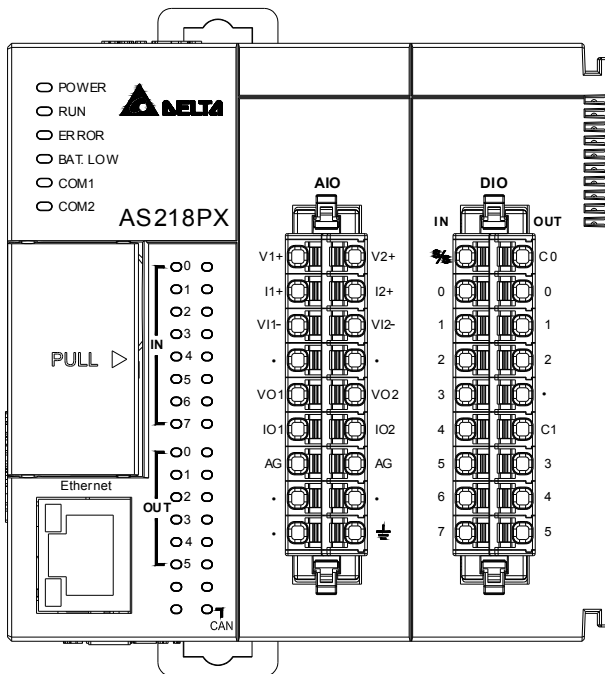 POWER
RUN
ERROR
BAT. LOW
COM1
COM2
DELTA
AS218PX
PULL
Ethernet
IN
0
1
2
3
4
5
6
7
OUT
0
1
2
3
4
5
CAN
AIO
V1+ V2+
I1+ I2+
VI1- VI2-
• •
VO1 VO2
IO1 IO2
AG AG
• •
•
DIO
IN OUT
S/S C0
0 0
1 1
2 2
3 •
4 C1
5 3
6 4
7 5